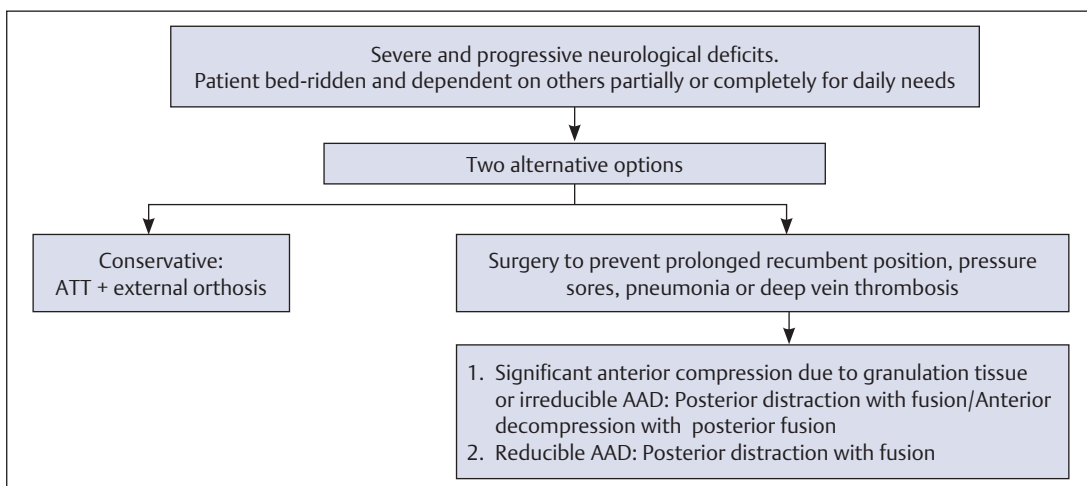 Severe and progressive neurological deficits.
Patient bed-ridden and dependent on others partially or completely for daily needs
Two alternative options
Conservative:
ATT + external orthosis
Surgery to prevent prolonged recumbent position, pressure
sores, pneumonia or deep vein thrombosis
1. Significant anterior compression due to granulation tissue
or irreducible AAD: Posterior distraction with fusion/Anterior
decompression with posterior fusion
2. Reducible AAD: Posterior distraction with fusion